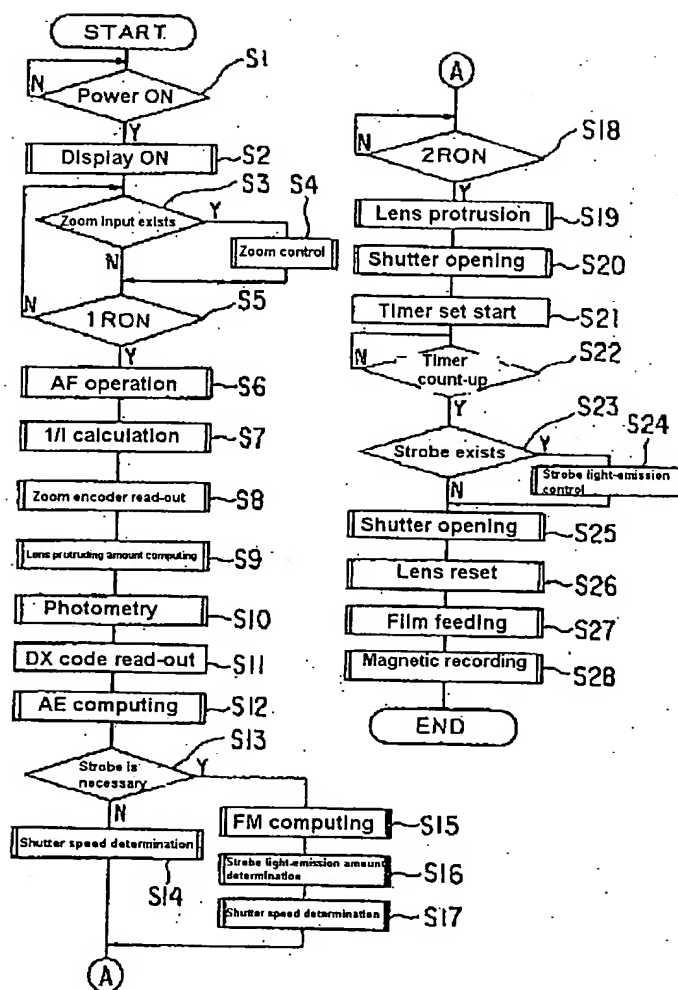 START
N
Power ON
S1
Y
Display ON
S2
S3
S4
Zoom Input exists
Y
Zoom control
N
N
1RON
S5
Y
AF operation
S6
1/l calculation
S7
Zoom encoder read-out
S8
Lens protruding amount computing
S9
Photometry
S10
DX code read-out
S11
AE computing
S12
S13
Strobe is
necessary
Y
N
Shutter speed determination
S14
FM computing
S15
Strobe light-emission amount
determination
S16
Shutter speed determination
S17
A
A
N
2RON
S18
Y
Lens protrusion
S19
Shutter opening
S20
Timer set start
S21
N
Timer
count-up
S22
Y
S23
S24
Strobe exists
Y
Strobe light-emission
control
N
Shutter opening
S25
Lens reset
S26
Film feeding
S27
Magnetic recording
S28
END